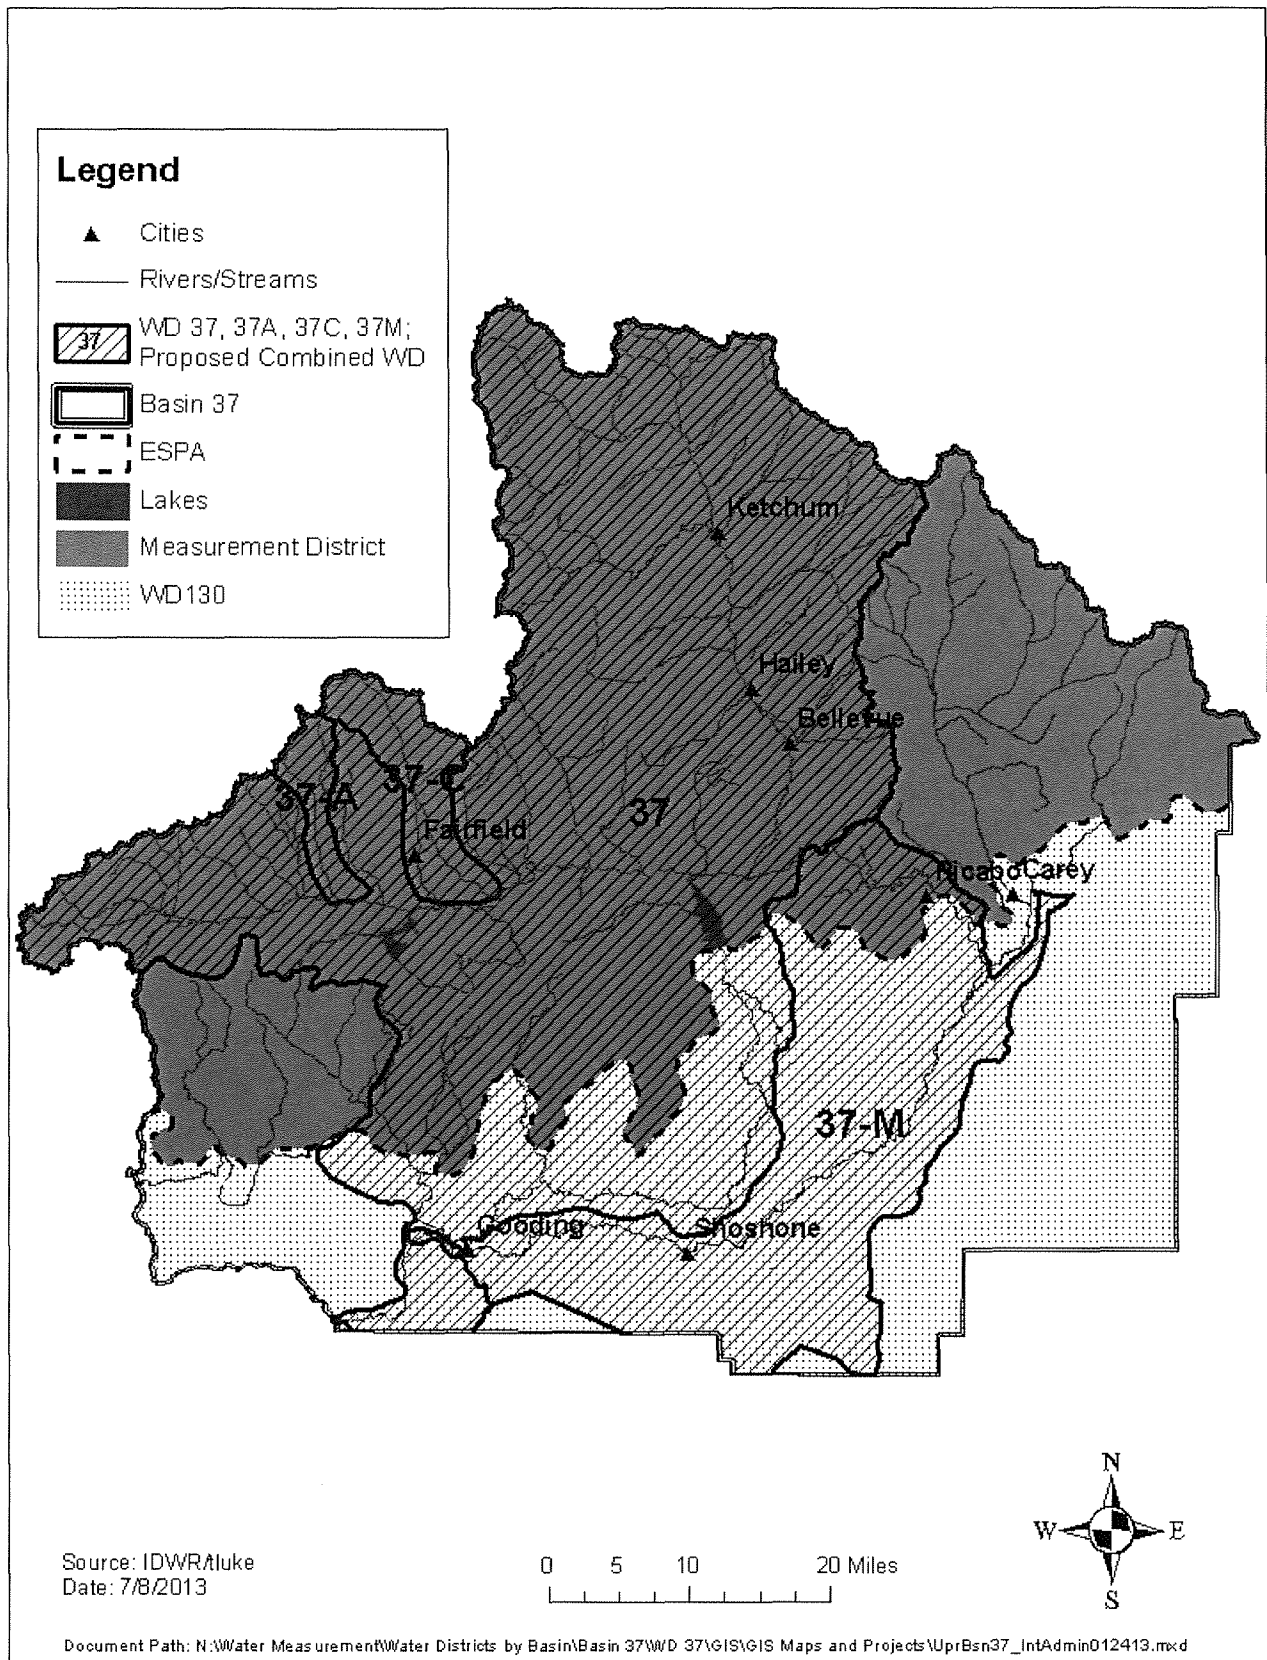 Legend
Cities
Rivers/Streams
37
WD 37, 37A, 37C, 37M;
Proposed Combined WD
Basin 37
ESPA
Lakes
Measurement District
WD130
Ketchum
Hailey
Bellevue
37-A
37-C
37
Fairfield
Picabo
Carey
37-M
Gooding
Shoshone
N
W
E
S
Source: IDWR/tluke
Date: 7/8/2013
0 5 10 20 Miles
Document Path: N:\Water Measurement\Water Districts by Basin\Basin 37\WD 37\GIS\GIS Maps and Projects\UprBsn37_IntAdmin012413.mxd